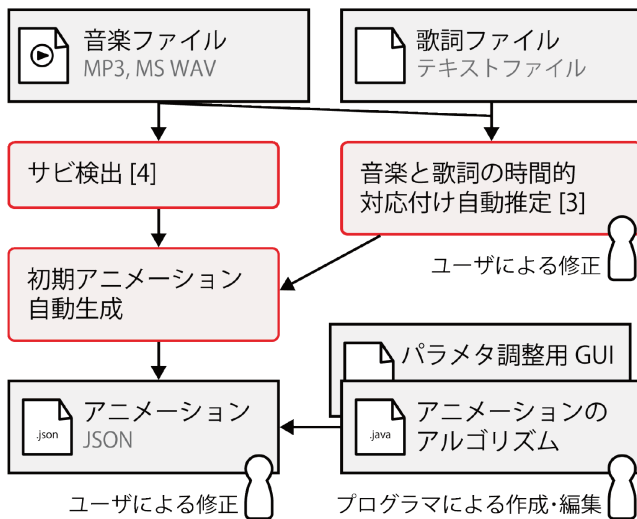 音楽ファイル
MP3, MS WAV
歌詞ファイル
テキストファイル
サビ検出 [4]
音楽と歌詞の時間的
対応付け自動推定 [3]
ユーザによる修正
初期アニメーション
自動生成
パラメタ調整用 GUI
アニメーション
JSON
.json
アニメーションの
アルゴリズム
.java
ユーザによる修正
プログラマによる作成・編集